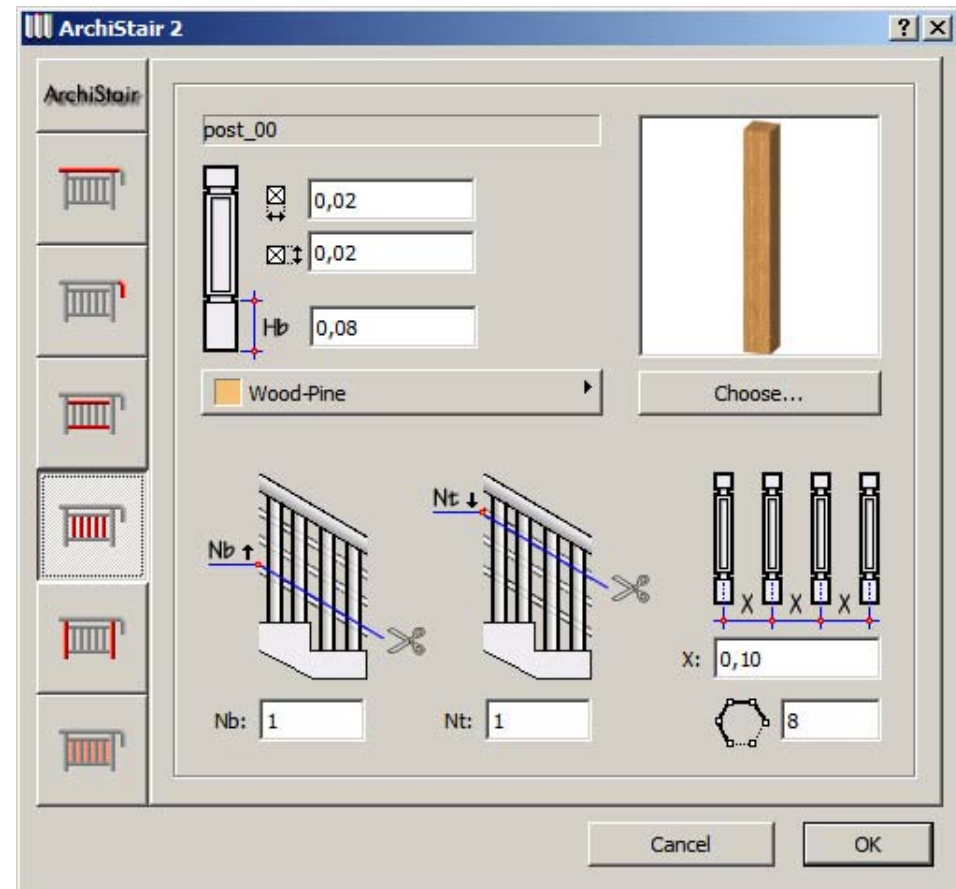 ArchiStair 2
ArchiStair
post_00
0,02
0,02
Hb 0,08
Wood-Pine
Choose...
Nb
Nt
X X X
X: 0,10
Nb: 1
Nt: 1
8
Cancel
OK